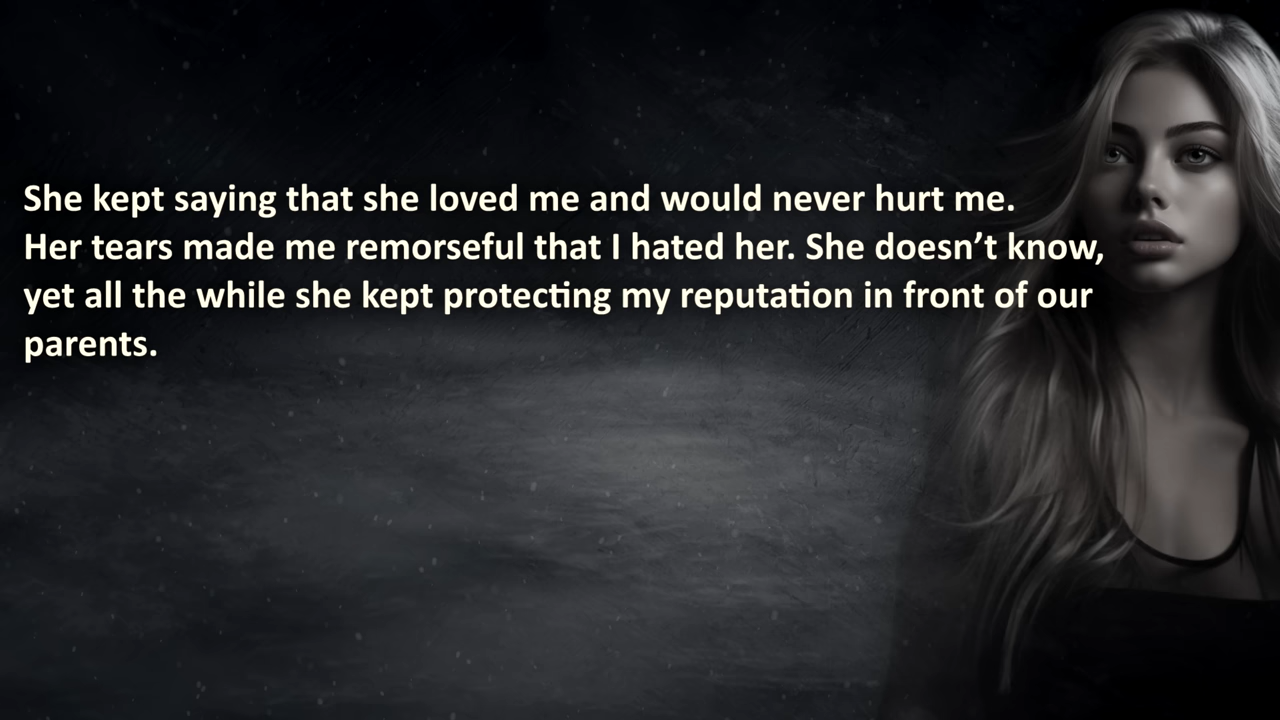 She kept saying that she loved me and would never hurt me.
Her tears made me remorseful that I hated her. She doesn’t know,
yet all the while she kept protecting my reputation in front of our
parents.